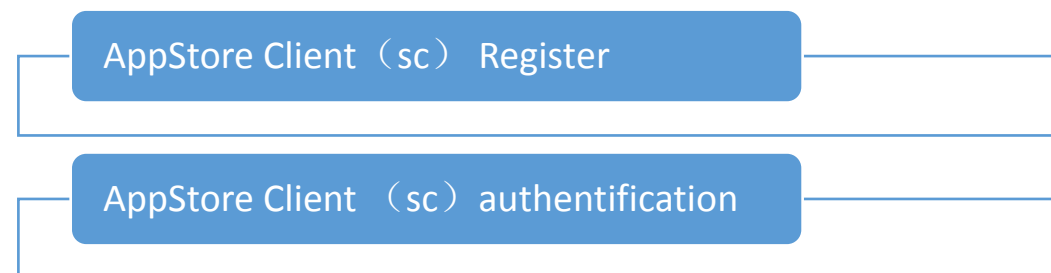 AppStore Client（sc） Register
AppStore Client （sc）authentification